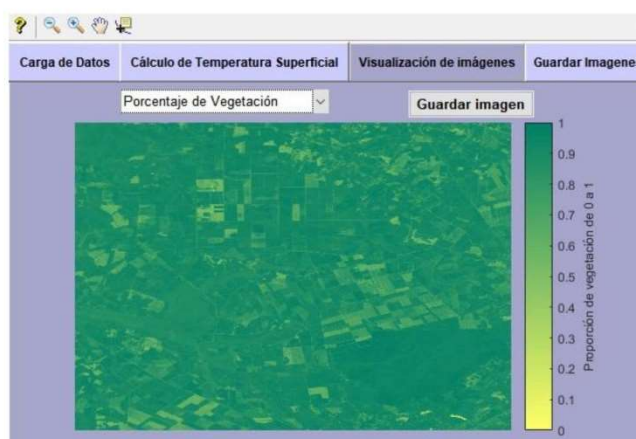 Carga de Datos
Cálculo de Temperatura Superficial
Visualización de imágenes
Guardar Imagene
Porcentaje de Vegetación
Guardar imagen
1
0.9
0.8
0.7
0.6
0.5
0.4
0.3
0.2
0.1
0
Proporción de vegetación de 0 a 1